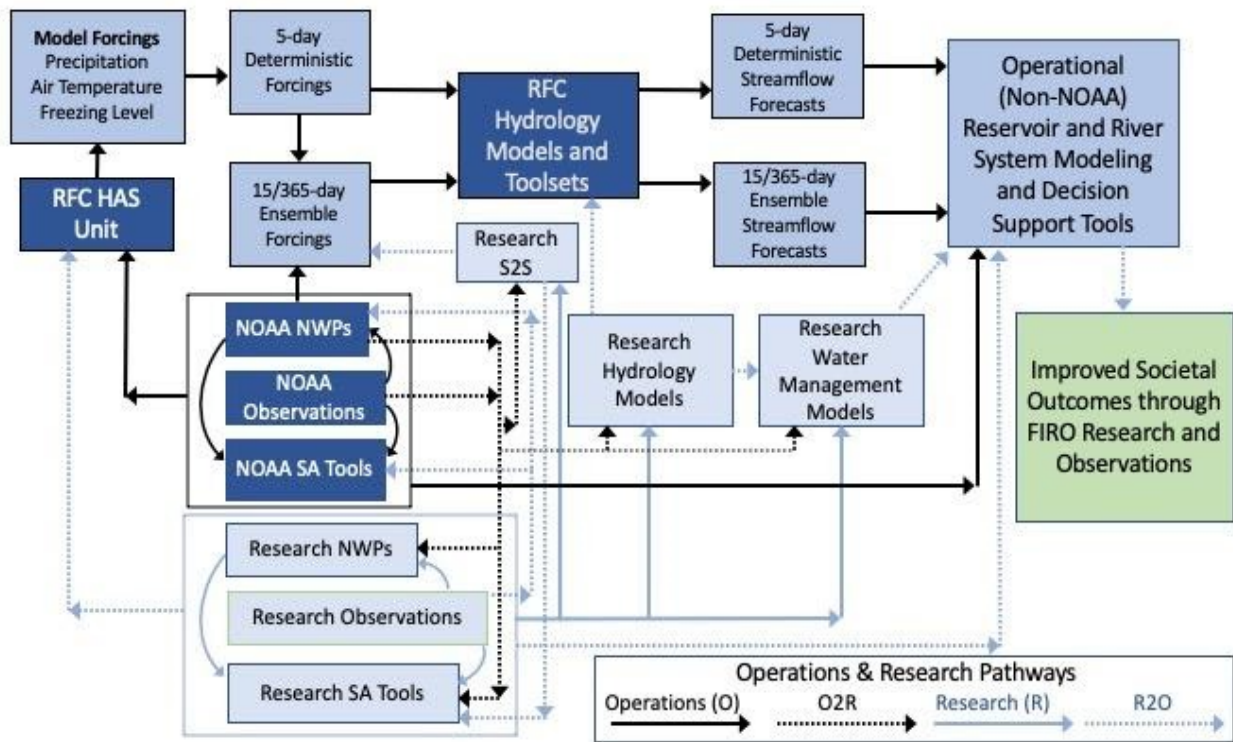 Model Forcings
Precipitation
Air Temperature
Freezing Level
5-day
Deterministic
Forcings
RFC
Hydrology
Models and
Toolsets
5-day
Deterministic
Streamflow
Forecasts
Operational
(Non-NOAA)
Reservoir and River
System Modeling
and Decision
Support Tools
RFC HAS
Unit
15/365-day
Ensemble
Forcings
15/365-day
Ensemble
Streamflow
Forecasts
Research
S2S
NOAA NWPs
NOAA
Observations
NOAA SA Tools
Research
Hydrology
Models
Research
Water
Management
Models
Improved Societal
Outcomes through
FIRO Research and
Observations
Research NWPs
Research Observations
Research SA Tools
Operations & Research Pathways
Operations (O)
O2R
Research (R)
R2O